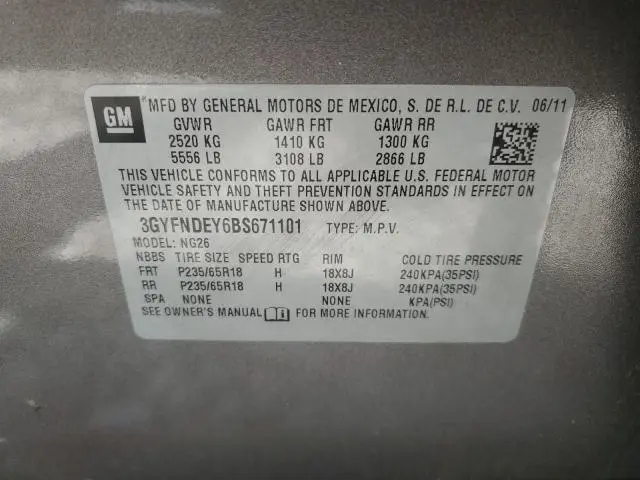 GM
MFD BY GENERAL MOTORS DE MEXICO, S. DE R.L. DE C.V. 06/11
GVWR GAWR FRT GAWR RR
2520 KG 1410 KG 1300 KG
5556 LB 3108 LB 2866 LB
THIS VEHICLE CONFORMS TO ALL APPLICABLE U.S. FEDERAL MOTOR
VEHICLE SAFETY AND THEFT PREVENTION STANDARDS IN EFFECT ON
THE DATE OF MANUFACTURE SHOWN ABOVE.
3GYFNDEY6BS671101 TYPE: M.P.V.
MODEL: NG26
NBBS TIRE SIZE SPEED RTG RIM COLD TIRE PRESSURE
FRT P235/65R18 H 18X8J 240KPA(35PSI)
RR P235/65R18 H 18X8J 240KPA(35PSI)
SPA NONE NONE KPA(PSI)
SEE OWNER'S MANUAL FOR MORE INFORMATION.